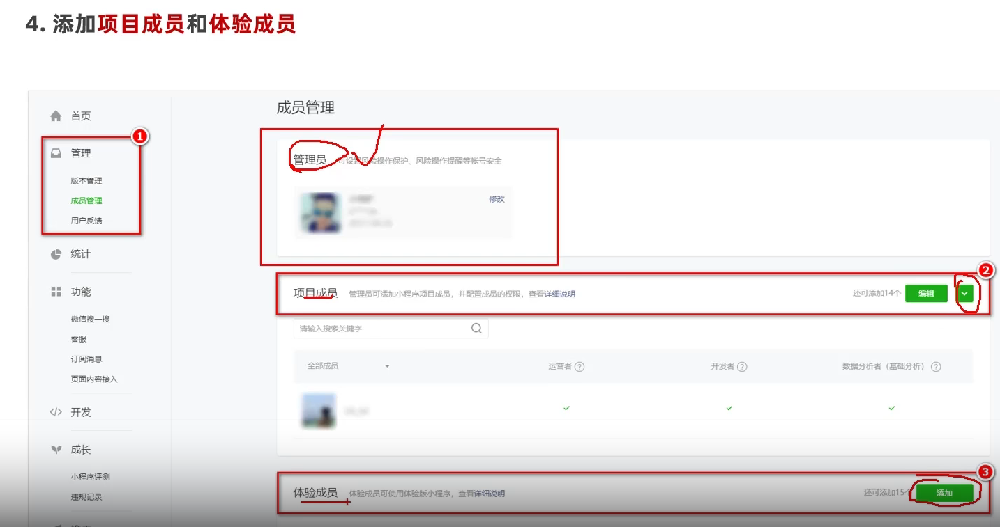 4. 添加项目成员和体验成员
首页
管理
1
版本管理
成员管理
用户反馈
统计
功能
微信搜一搜
客服
订阅消息
页面内容接入
开发
成长
小程序评测
违规记录
成员管理
管理员 可设置风险操作保护、风险操作提醒等帐号安全
修改
2
项目成员 管理员可添加小程序项目成员，并配置成员的权限，查看详细说明 还可添加14个 编辑
请输入搜索关键字
全部成员 运营者 ? 开发者 ? 数据分析者（基础分析） ?
3
体验成员 体验成员可使用体验版小程序，查看详细说明 还可添加15个 添加